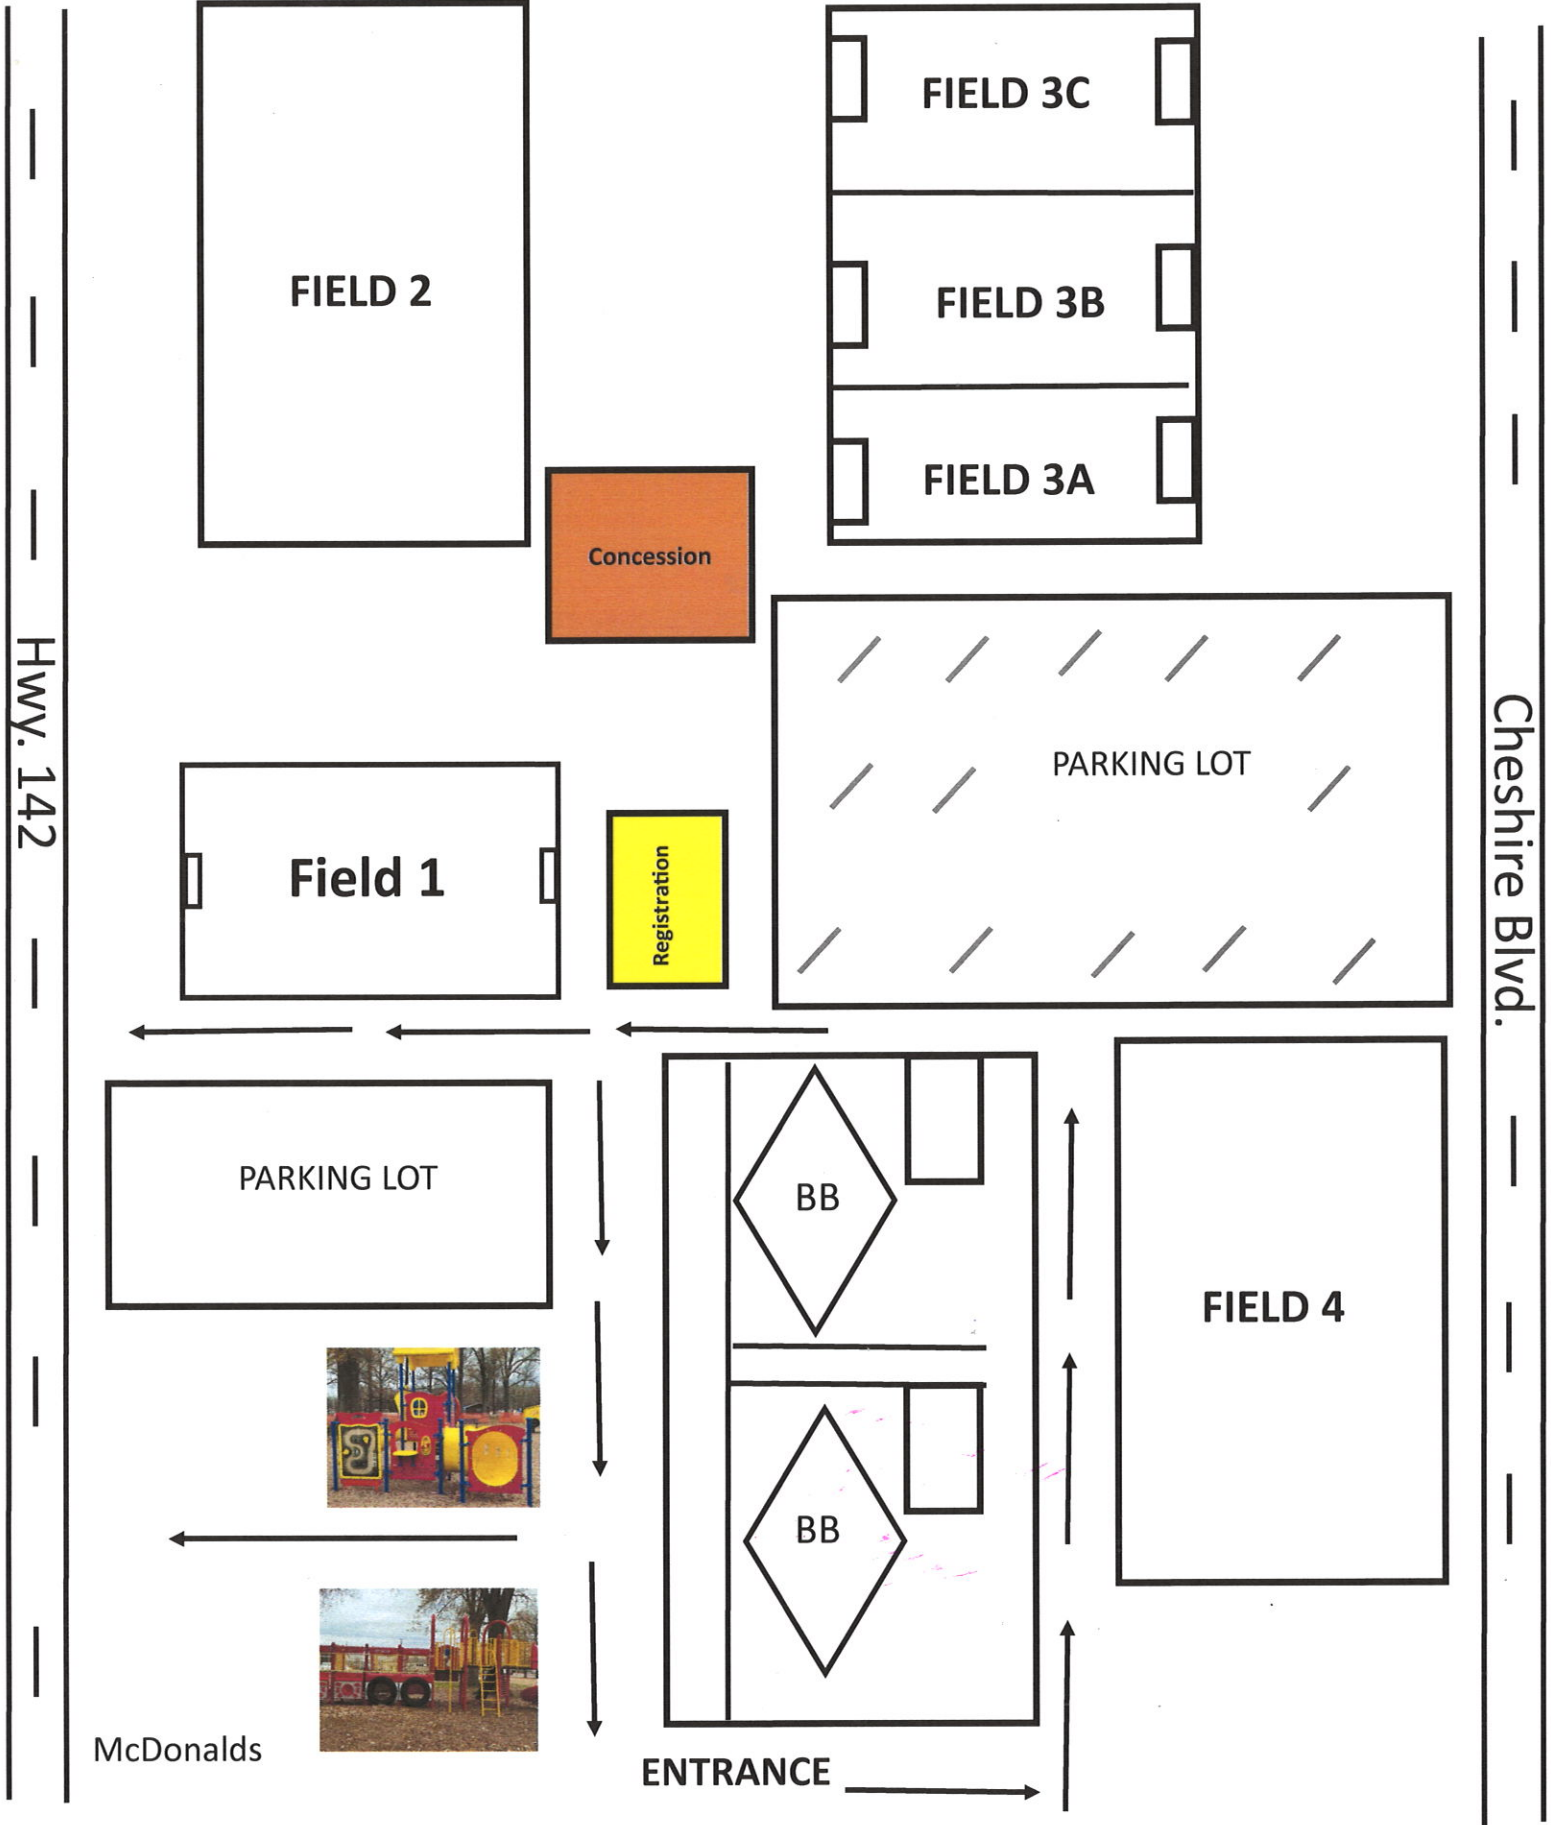 FIELD 2
FIELD 3C
FIELD 3B
FIELD 3A
Concession
Hwy. 142
PARKING LOT
Cheshire Blvd.
Field 1
Registration
PARKING LOT
BB
FIELD 4
BB
McDonalds
ENTRANCE